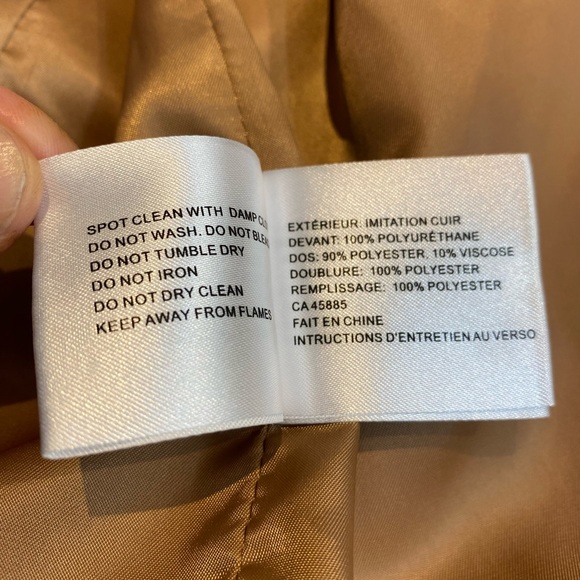 SPOT CLEAN WITH DAMP
DO NOT WASH. DO NOT
DO NOT TUMBLE DRY
DO NOT IRON
DO NOT DRY CLEAN
KEEP AWAY FROM FLAMES
EXTÉRIEUR: IMITATION CUIR
DEVANT: 100% POLYURÉTHANE
DOS: 90% POLYESTER, 10% VISCOSE
DOUBLURE: 100% POLYESTER
REMPLISSAGE: 100% POLYESTER
CA 45885
FAIT EN CHINE
INTRUCTIONS D'ENTRETIEN AU VERSO